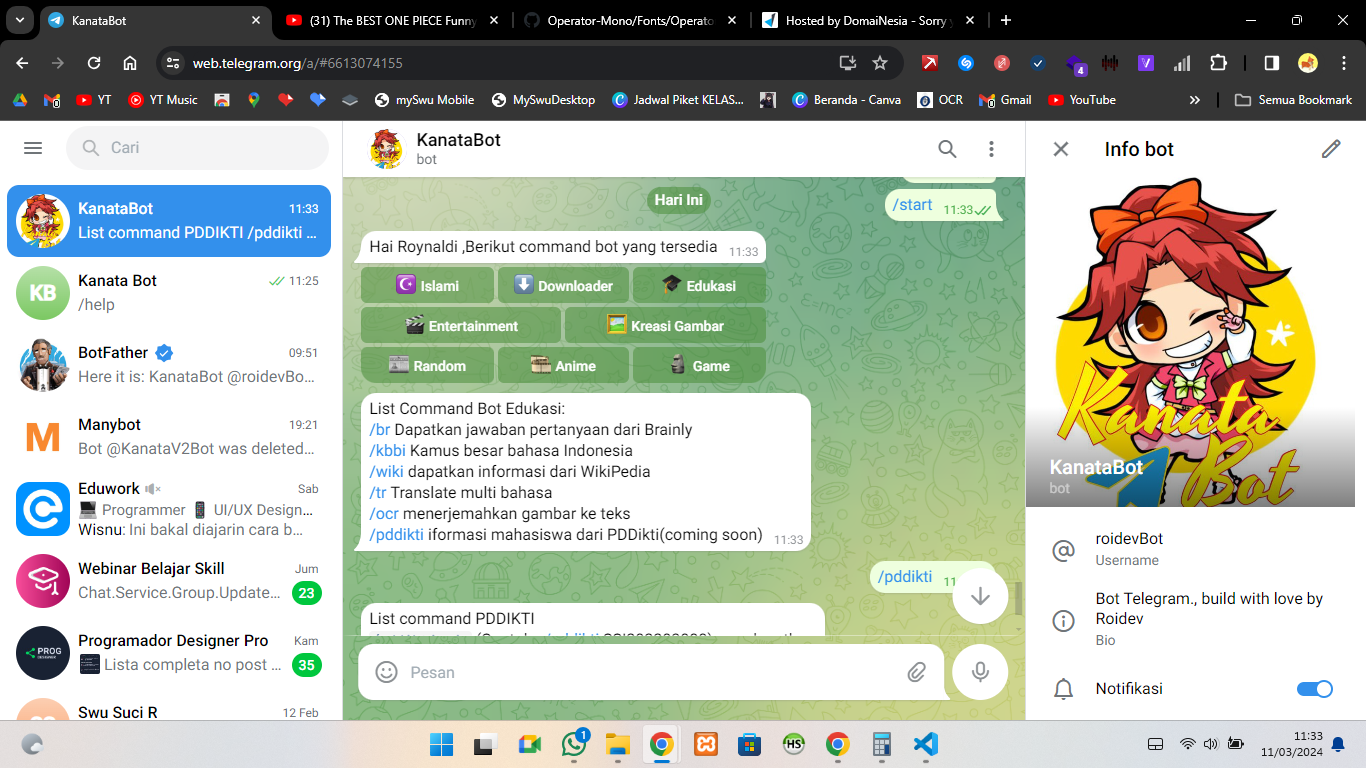 KanataBot
(31) The BEST ONE PIECE Funny
Operator-Mono/Fonts/Operato
Hosted by DomaiNesia - Sorry y
web.telegram.org/a/#6613074155
4
V
YT
YT Music
mySwu Mobile
MySwuDesktop
Jadwal Piket KELAS...
Beranda - Canva
OCR
Gmail
YouTube
Semua Bookmark
Cari
KanataBot
11:33
List command PDDIKTI /pddikti ...
KB
Kanata Bot
11:25
/help
BotFather
09:51
Here it is: KanataBot @roidevBo...
M
Manybot
19:21
Bot @KanataV2Bot was deleted...
Eduwork
Sab
Programmer UI/UX Design...
Wisnu: Ini bakal diajarin cara b...
Webinar Belajar Skill
Jum
Chat.Service.Group.Update...
23
PROG
Programador Designer Pro
Kam
Lista completa no post ...
35
Swu Suci R
12 Feb
KanataBot
bot
Hari Ini
/start 11:33
Hai Roynaldi ,Berikut command bot yang tersedia 11:33
Islami
Downloader
Edukasi
Entertainment
Kreasi Gambar
Random
Anime
Game
List Command Bot Edukasi:
/br Dapatkan jawaban pertanyaan dari Brainly
/kbbi Kamus besar bahasa Indonesia
/wiki dapatkan informasi dari WikiPedia
/tr Translate multi bahasa
/ocr menerjemahkan gambar ke teks
/pddikti iformasi mahasiswa dari PDDikti(coming soon) 11:33
/pddikti 11
List command PDDIKTI
Pesan
Info bot
Kanata
Bot
KanataBot
bot
roidevBot
Username
Bot Telegram., build with love by
Roidev
Bio
Notifikasi
1
HS
11:33
11/03/2024